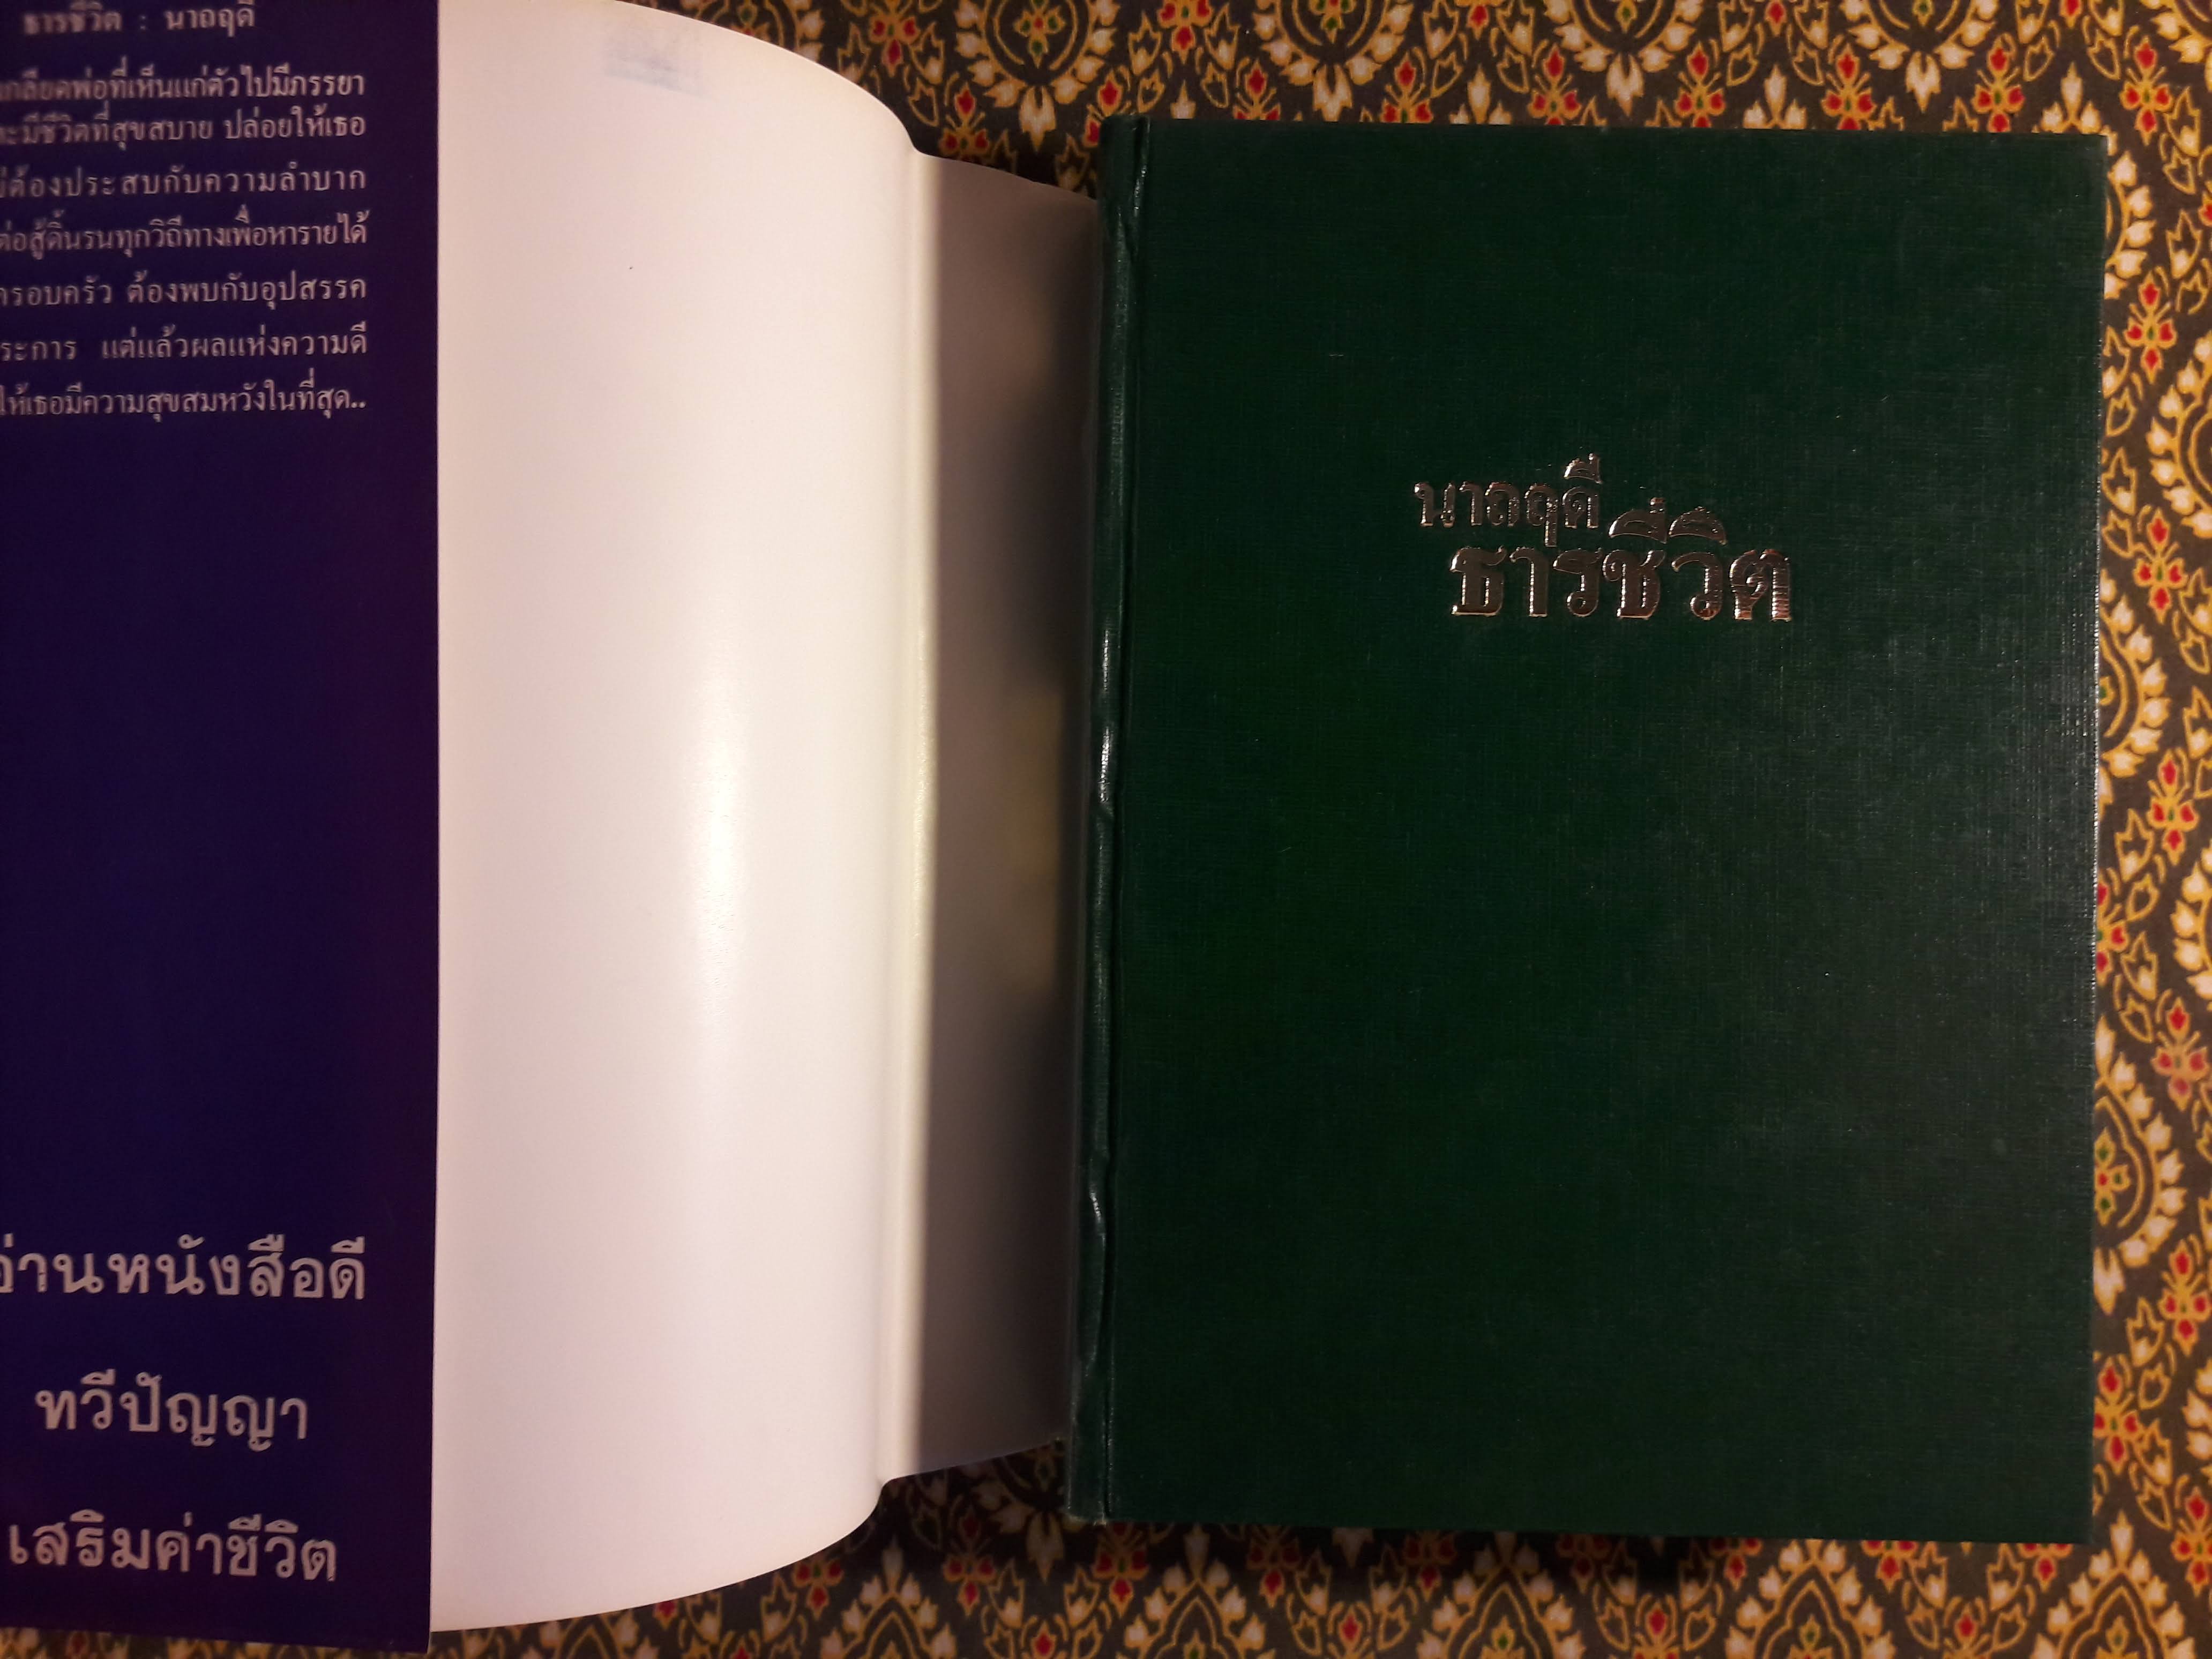 ธารชีวิต : นาถฤดี
เกลียดพ่อที่เห็นแก่ตัวไปมีภรรยา
ะมีชีวิตที่สุขสบาย ปล่อยให้เธอ
ต้องประสบกับความลำบาก
ต่อสู้ดิ้นรนทุกวิถีทางเพื่อหารายได้
ครอบครัว ต้องพบกับอุปสรรค
ระการ แต่แล้วผลแห่งความดี
ให้เธอมีความสุขสมหวังในที่สุด..
อ่านหนังสือดี
ทวีปัญญา
เสริมค่าชีวิต
นาถฤดี
ธารชีวิต